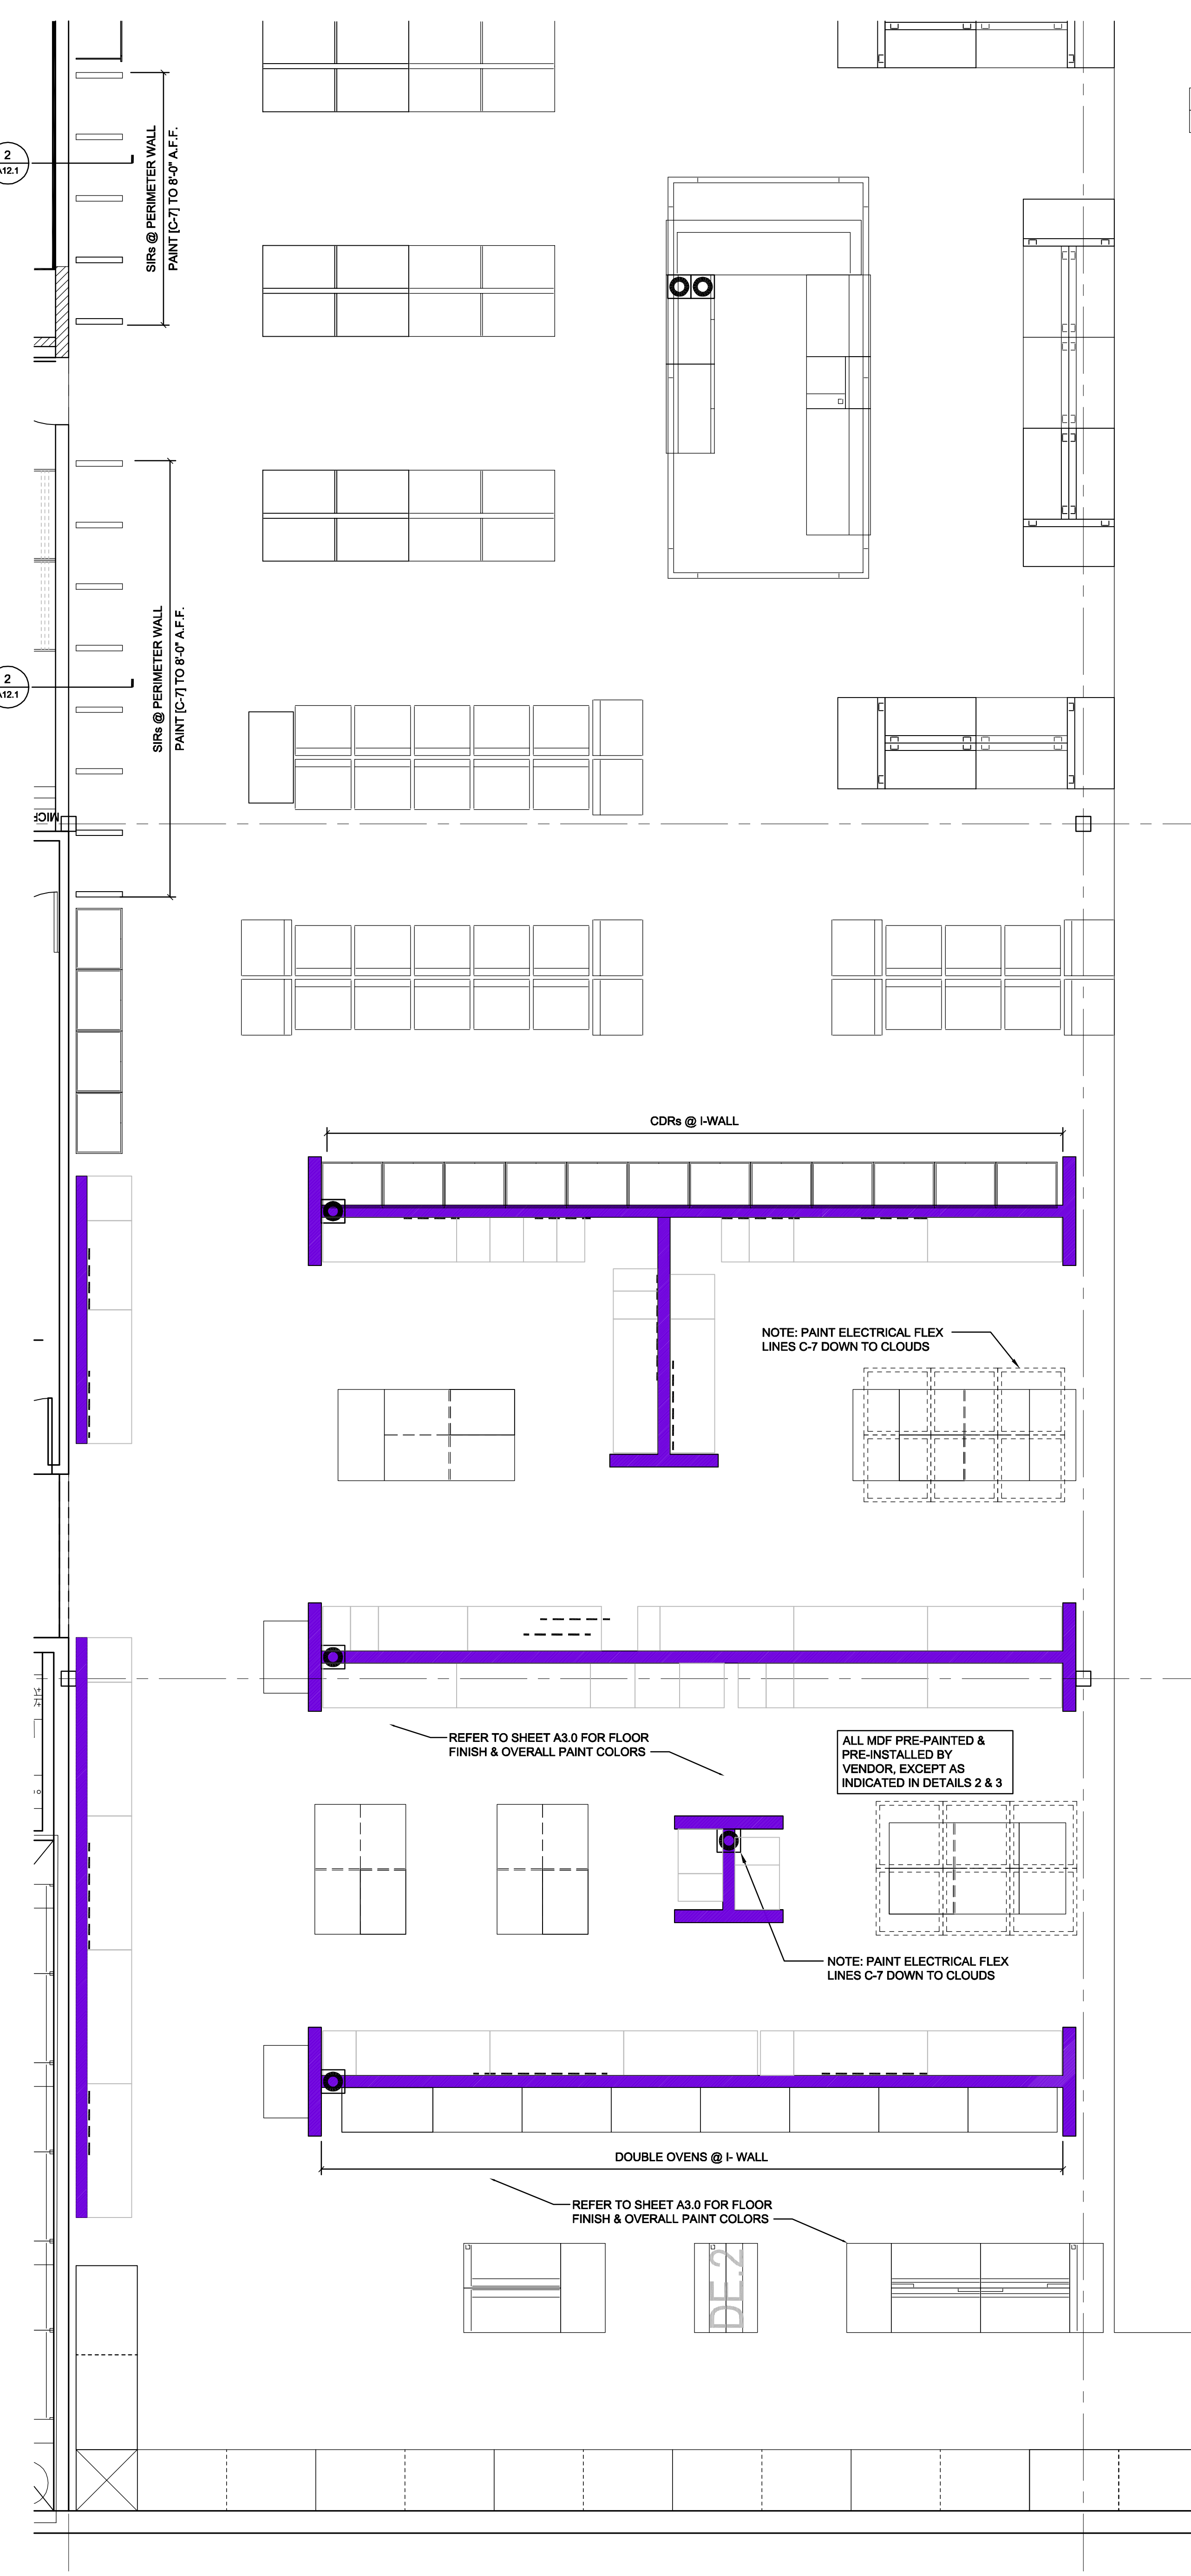 2
A12.1
SIRs @ PERIMETER WALL
PAINT [C-7] TO 8'-0" A.F.F.
2
A12.1
SIRs @ PERIMETER WALL
PAINT [C-7] TO 8'-0" A.F.F.
CDRs @ I-WALL
NOTE: PAINT ELECTRICAL FLEX
LINES C-7 DOWN TO CLOUDS
REFER TO SHEET A3.0 FOR FLOOR
FINISH & OVERALL PAINT COLORS
ALL MDF PRE-PAINTED &
PRE-INSTALLED BY
VENDOR, EXCEPT AS
INDICATED IN DETAILS 2 & 3
NOTE: PAINT ELECTRICAL FLEX
LINES C-7 DOWN TO CLOUDS
DOUBLE OVENS @ I- WALL
REFER TO SHEET A3.0 FOR FLOOR
FINISH & OVERALL PAINT COLORS
DE.2